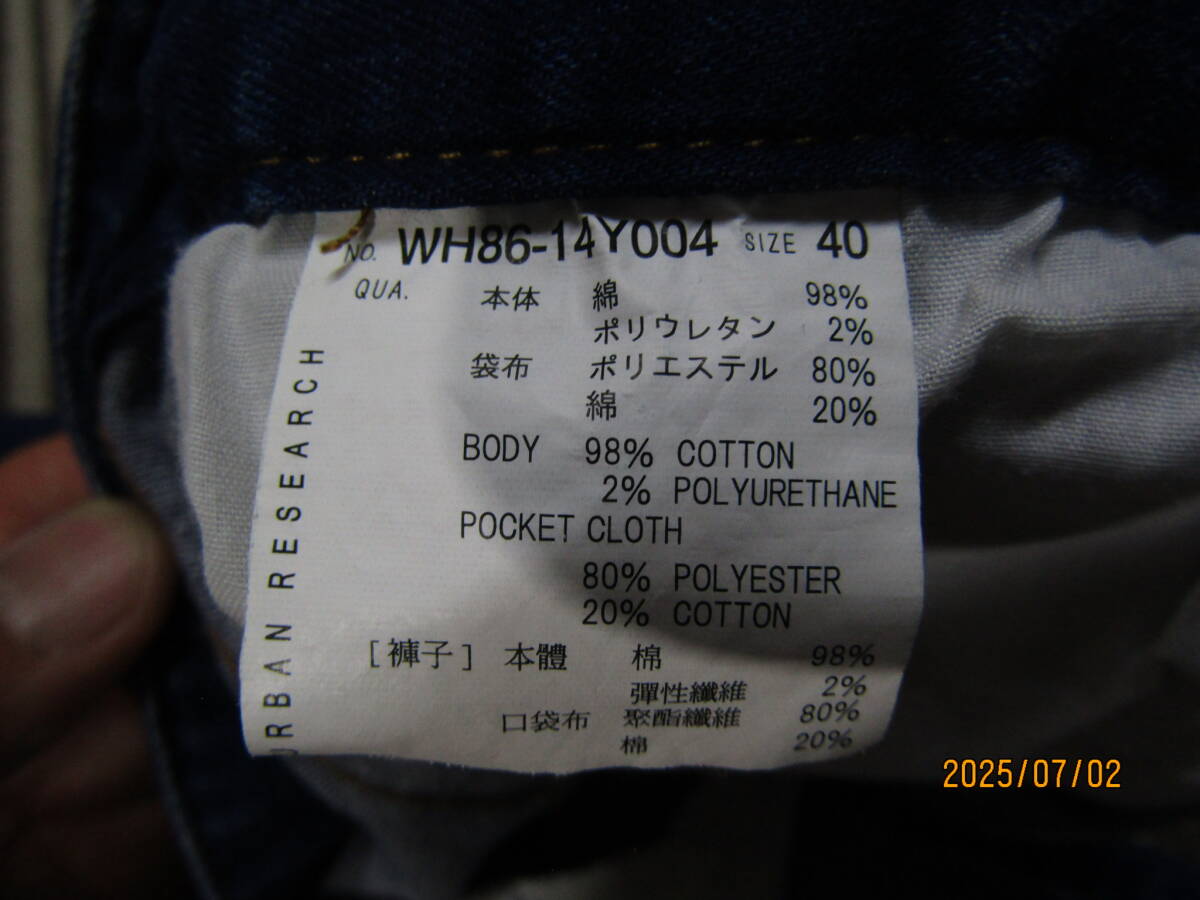 NO. WH86-14Y004 SIZE 40
QUA. 本体 綿 98%
ポリウレタン 2%
袋布 ポリエステル 80%
綿 20%
BODY 98% COTTON
2% POLYURETHANE
POCKET CLOTH
80% POLYESTER
20% COTTON
[褲子] 本體 棉 98%
彈性纖維 2%
口袋布 聚酯纖維 80%
棉 20%
URBAN RESEARCH
2025/07/02